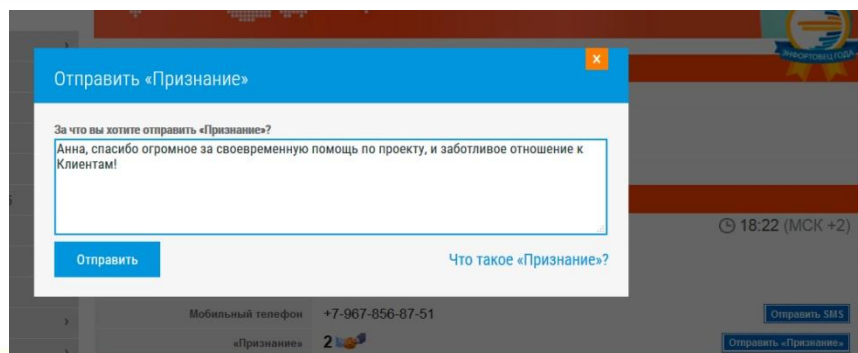 ЭНФОРТОВЕЦ ГОДА
x
Отправить «Признание»
За что вы хотите отправить «Признание»?
Анна, спасибо огромное за своевременную помощь по проекту, и заботливое отношение к
Клиентам!
18:22 (МСК +2)
Отправить
Что такое «Признание»?
Мобильный телефон +7-967-856-87-51 Отправить SMS
«Признание» 2 Отправить «Признание»